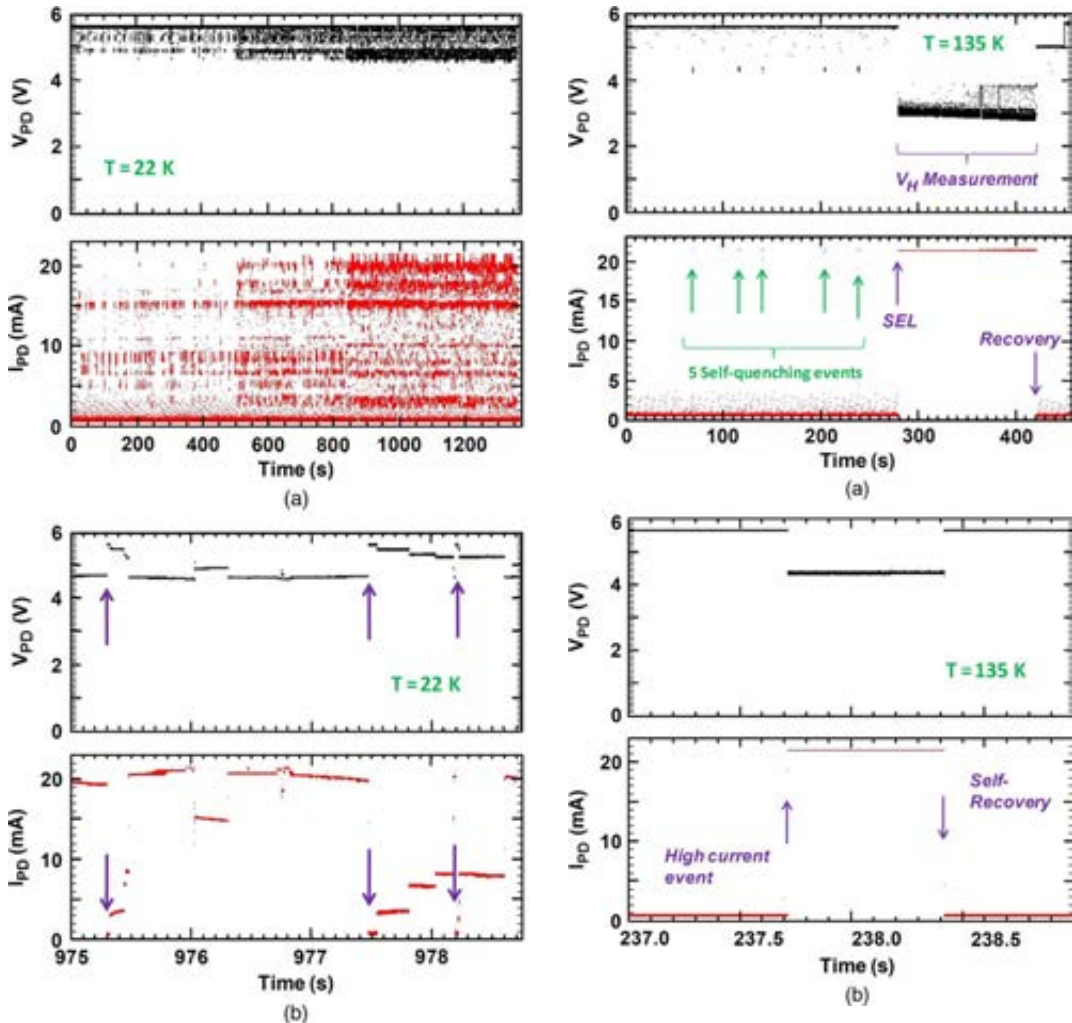 6
4
2
0
V_PD (V)
T = 22 K
20
15
10
5
0
I_PD (mA)
0 200 400 600 800 1000 1200
Time (s)
(a)
6
4
2
0
V_PD (V)
T = 22 K
20
10
0
I_PD (mA)
975 976 977 978
Time (s)
(b)
6
4
2
0
V_PD (V)
T = 135 K
V_H Measurement
20
15
10
5
0
I_PD (mA)
SEL
Recovery
5 Self-quenching events
0 100 200 300 400
Time (s)
(a)
6
4
2
0
V_PD (V)
T = 135 K
20
10
0
I_PD (mA)
Self-
Recovery
High current
event
237.0 237.5 238.0 238.5
Time (s)
(b)